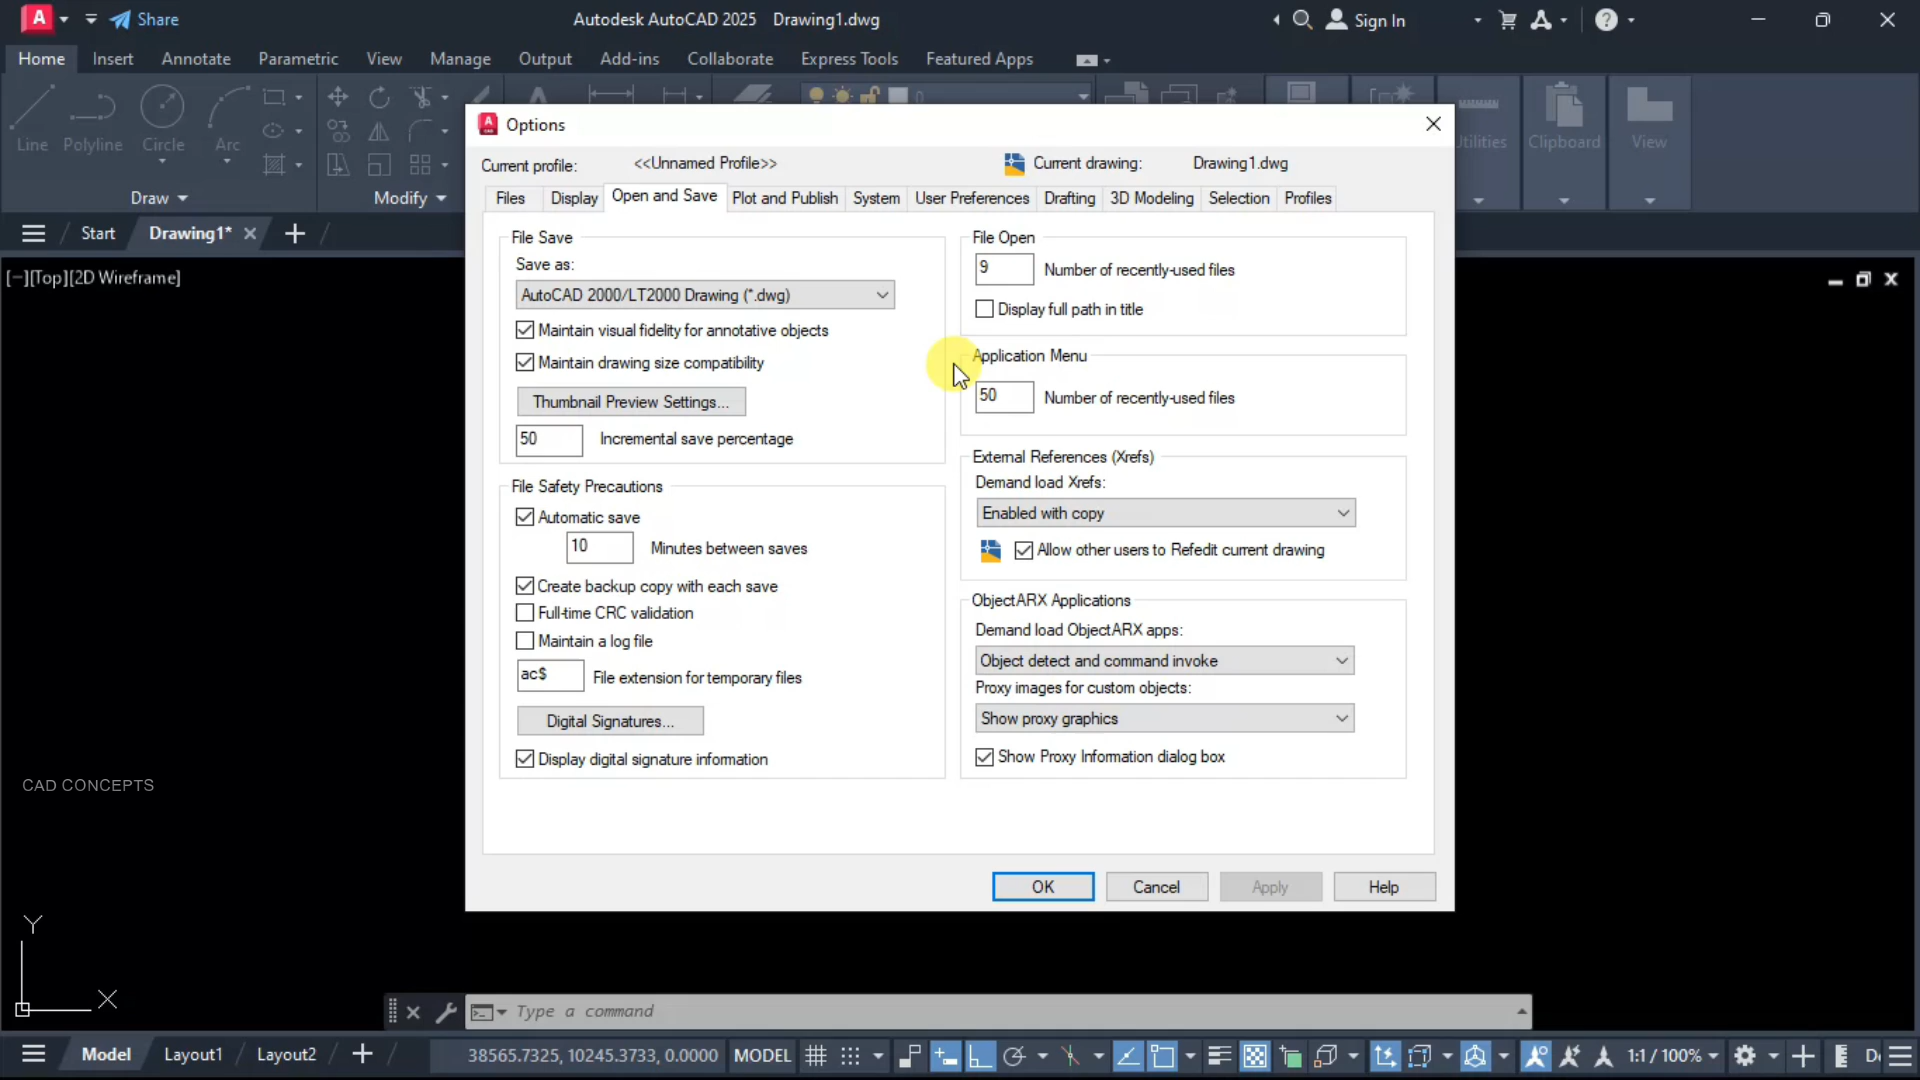 Share
Autodesk AutoCAD 2025 Drawing1.dwg
Sign In
Home Insert Annotate Parametric View Manage Output Add-ins Collaborate Express Tools Featured Apps
Line Polyline Circle Arc
Draw
Modify
Clipboard
View
Start Drawing1*
[−][Top][2D Wireframe]
Options
Current profile: <<Unnamed Profile>>
Current drawing: Drawing1.dwg
Files Display Open and Save Plot and Publish System User Preferences Drafting 3D Modeling Selection Profiles
File Save
Save as:
AutoCAD 2000/LT2000 Drawing (*.dwg)
Maintain visual fidelity for annotative objects
Maintain drawing size compatibility
Thumbnail Preview Settings...
50 Incremental save percentage
File Safety Precautions
Automatic save
10 Minutes between saves
Create backup copy with each save
Full-time CRC validation
Maintain a log file
ac$ File extension for temporary files
Digital Signatures...
Display digital signature information
File Open
9 Number of recently-used files
Display full path in title
Application Menu
50 Number of recently-used files
External References (Xrefs)
Demand load Xrefs:
Enabled with copy
Allow other users to Refedit current drawing
ObjectARX Applications
Demand load ObjectARX apps:
Object detect and command invoke
Proxy images for custom objects:
Show proxy graphics
Show Proxy Information dialog box
OK Cancel Apply Help
CAD CONCEPTS
Y
X
Type a command
Model Layout1 Layout2
38565.7325, 10245.3733, 0.0000 MODEL
1:1 / 100%